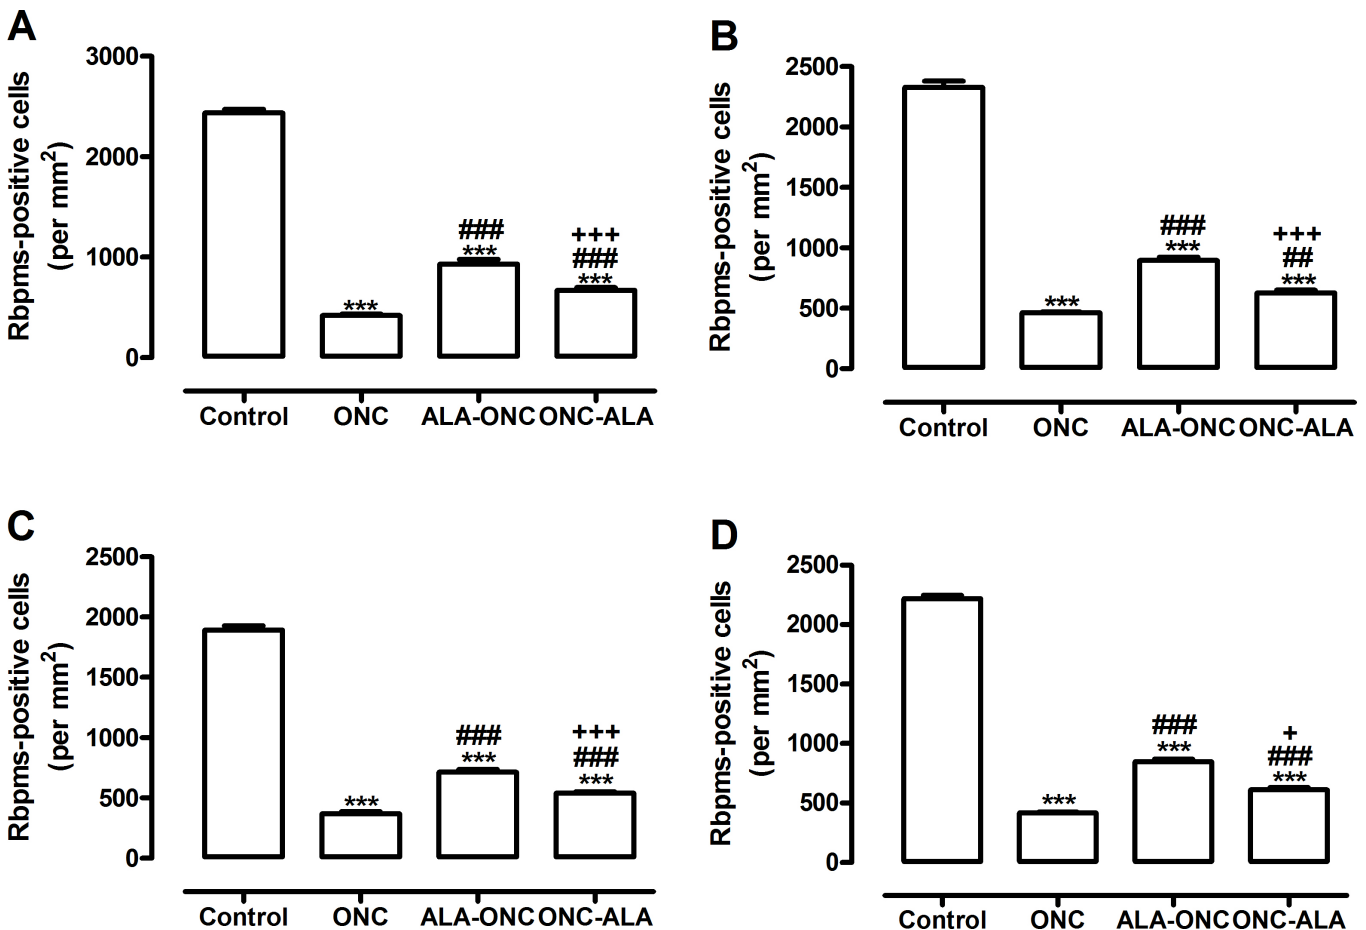 A
Rbpms-positive cells
(per mm²)
3000
2000
1000
0
***
###
***
+++
###
***
Control ONC ALA-ONC ONC-ALA
B
Rbpms-positive cells
(per mm²)
2500
2000
1500
1000
500
0
***
###
***
+++
##
***
Control ONC ALA-ONC ONC-ALA
C
Rbpms-positive cells
(per mm²)
2500
2000
1500
1000
500
0
***
###
***
+++
###
***
Control ONC ALA-ONC ONC-ALA
D
Rbpms-positive cells
(per mm²)
2500
2000
1500
1000
500
0
***
###
***
+
###
***
Control ONC ALA-ONC ONC-ALA